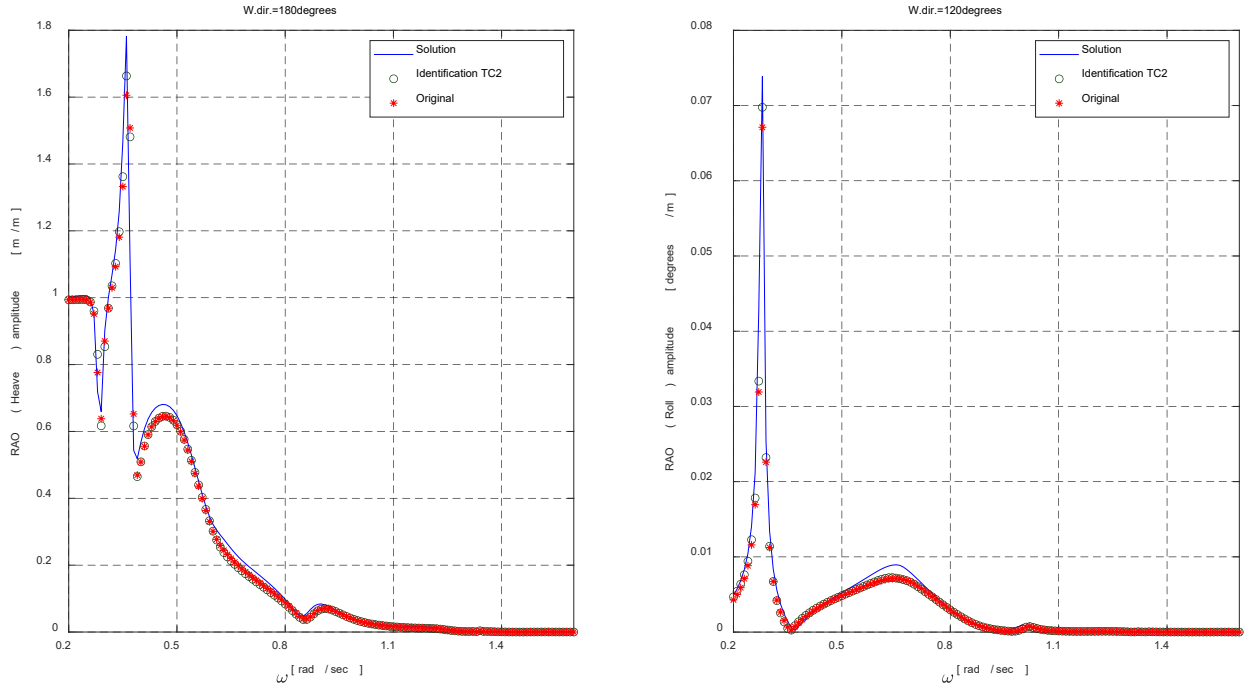 W.dir.=180degrees
Solution
Identification TC2
Original
1.8
1.6
1.4
1.2
1
0.8
0.6
0.4
0.2
0
0.2
0.5
0.8
1.1
1.4
RAO (Heave) amplitude [m/m]
ω [rad/sec]
W.dir.=120degrees
Solution
Identification TC2
Original
0.08
0.07
0.06
0.05
0.04
0.03
0.02
0.01
0
0.2
0.5
0.8
1.1
1.4
RAO (Roll) amplitude [degrees/m]
ω [rad/sec]